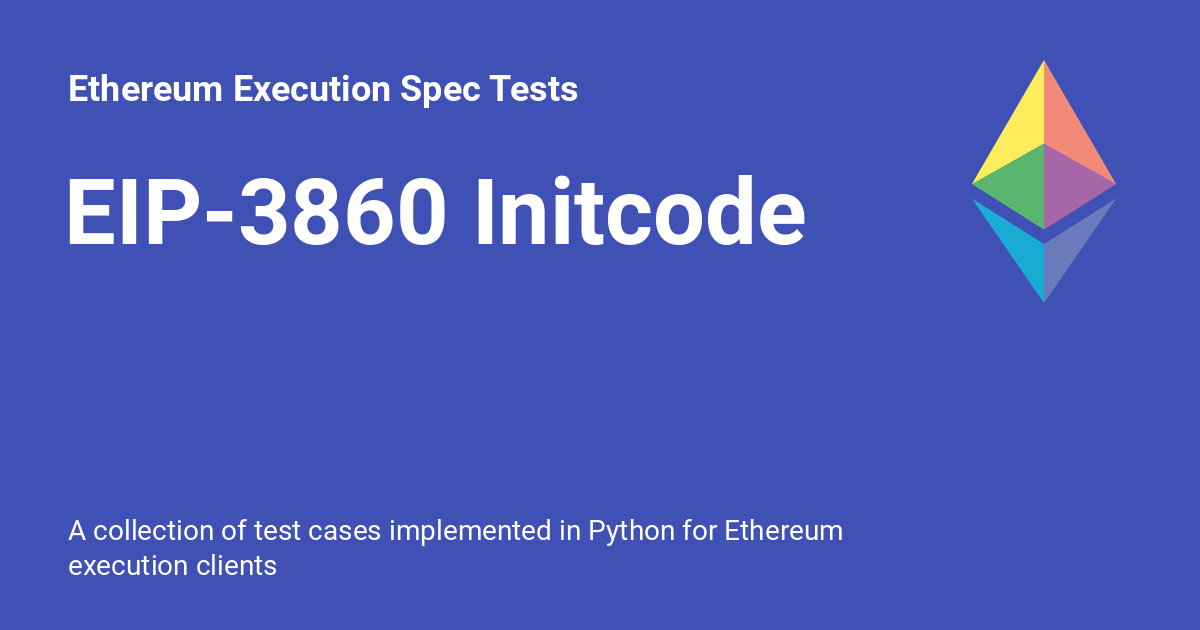 Ethereum Execution Spec Tests
EIP-3860 Initcode
A collection of test cases implemented in Python for Ethereum
execution clients